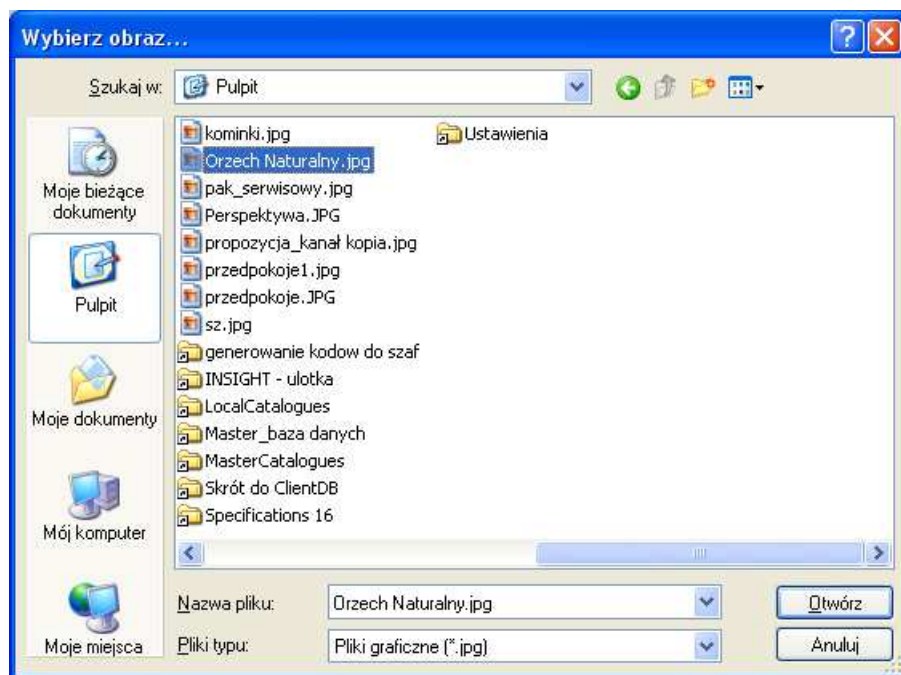 Wybierz obraz...
Szukaj w:
Pulpit
Moje bieżące
dokumenty
Pulpit
Moje dokumenty
Mój komputer
Moje miejsca
kominki.jpg
Orzech Naturalny.jpg
pak_serwisowy.jpg
Perspektywa.JPG
propozycja_kanał kopia.jpg
przedpokoje1.jpg
przedpokoje.JPG
sz.jpg
generowanie kodow do szaf
INSIGHT - ulotka
LocalCatalogues
Master_baza danych
MasterCatalogues
Skrót do ClientDB
Specifications 16
Ustawienia
Nazwa pliku:
Orzech Naturalny.jpg
Otwórz
Pliki typu:
Pliki graficzne (*.jpg)
Anuluj